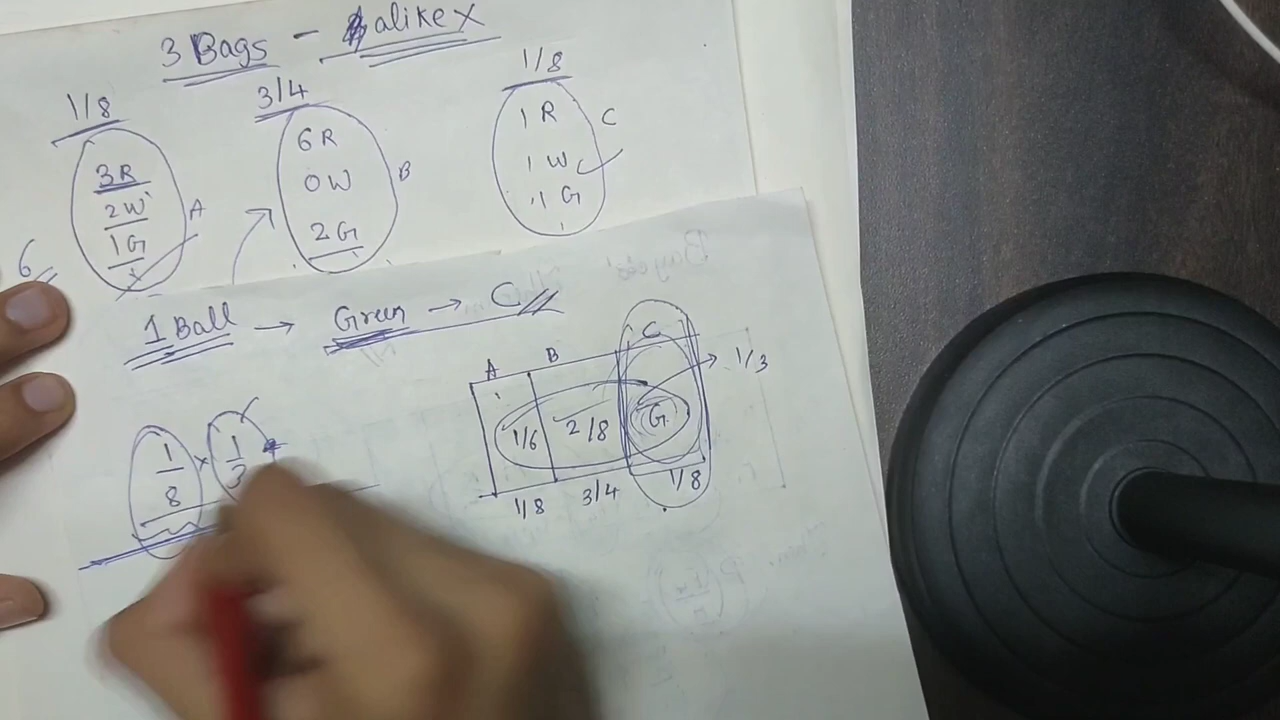 3 Bags - alike X
1/8
3/4
1/8
3R
2W
1G
A
6R
0W
2G
B
1R
1W
1G
C
6
1 Ball → Green → C
A B C
1/6 2/8 G → 1/3
1/8 3/4 1/8
1/8 × 1/3